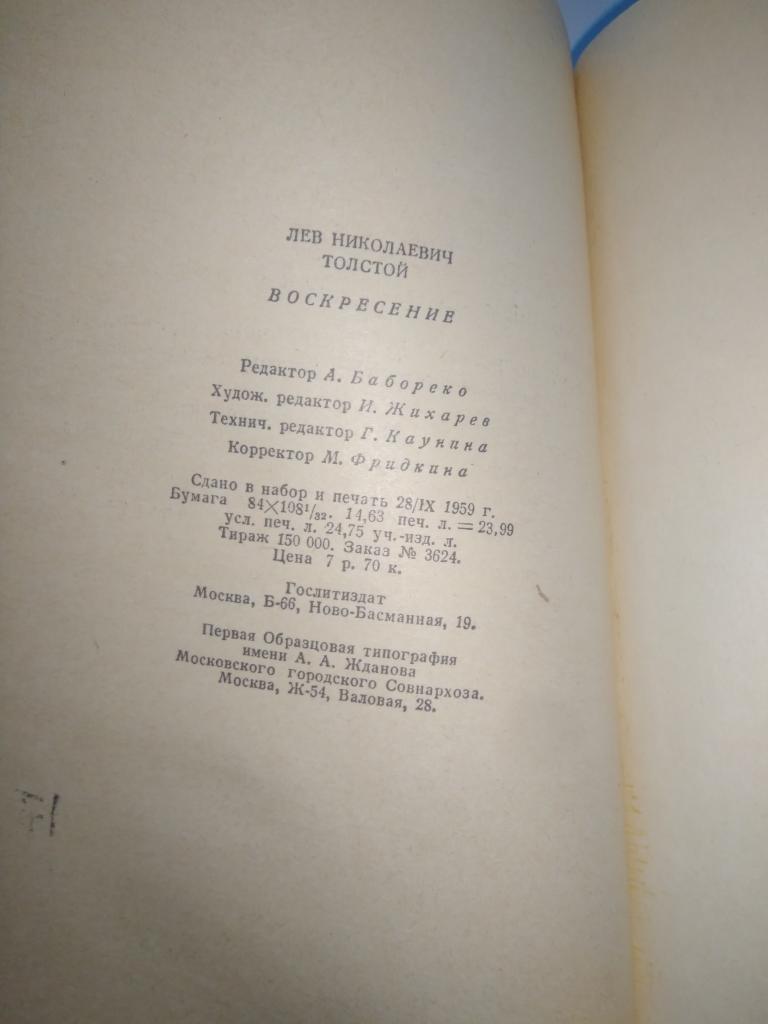 ЛЕВ НИКОЛАЕВИЧ
ТОЛСТОЙ
ВОСКРЕСЕНИЕ
Редактор А. Бабореко
Худож. редактор И. Жихарев
Технич. редактор Г. Каунина
Корректор М. Фридкина
Сдано в набор и печать 28/IX 1959 г.
Бумага 84×108¹/₃₂. 14,63 печ. л. = 23,99
усл. печ. л. 24,75 уч.-изд. л.
Тираж 150 000. Заказ № 3624.
Цена 7 р. 70 к.
Гослитиздат
Москва, Б-66, Ново-Басманная, 19.
Первая Образцовая типография
имени А. А. Жданова
Московского городского Совнархоза.
Москва, Ж-54, Валовая, 28.